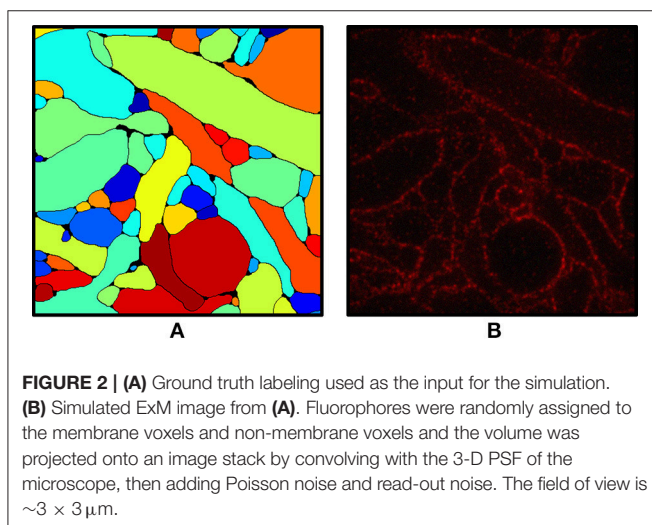 A
B
FIGURE 2 | (A) Ground truth labeling used as the input for the simulation.
(B) Simulated ExM image from (A). Fluorophores were randomly assigned to
the membrane voxels and non-membrane voxels and the volume was
projected onto an image stack by convolving with the 3-D PSF of the
microscope, then adding Poisson noise and read-out noise. The field of view is
~3 × 3 μm.